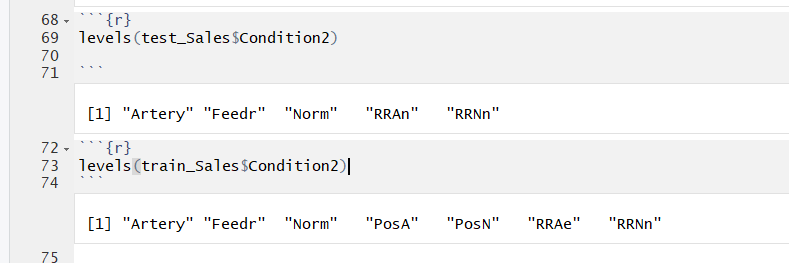 68 ```{r}
69 levels(test_Sales$Condition2)
70
71 ```
[1] "Artery" "Feedr" "Norm" "RRAn" "RRNn"
72 ```{r}
73 levels(train_Sales$Condition2)
74 ```
[1] "Artery" "Feedr" "Norm" "PosA" "PosN" "RRAe" "RRNn"
75